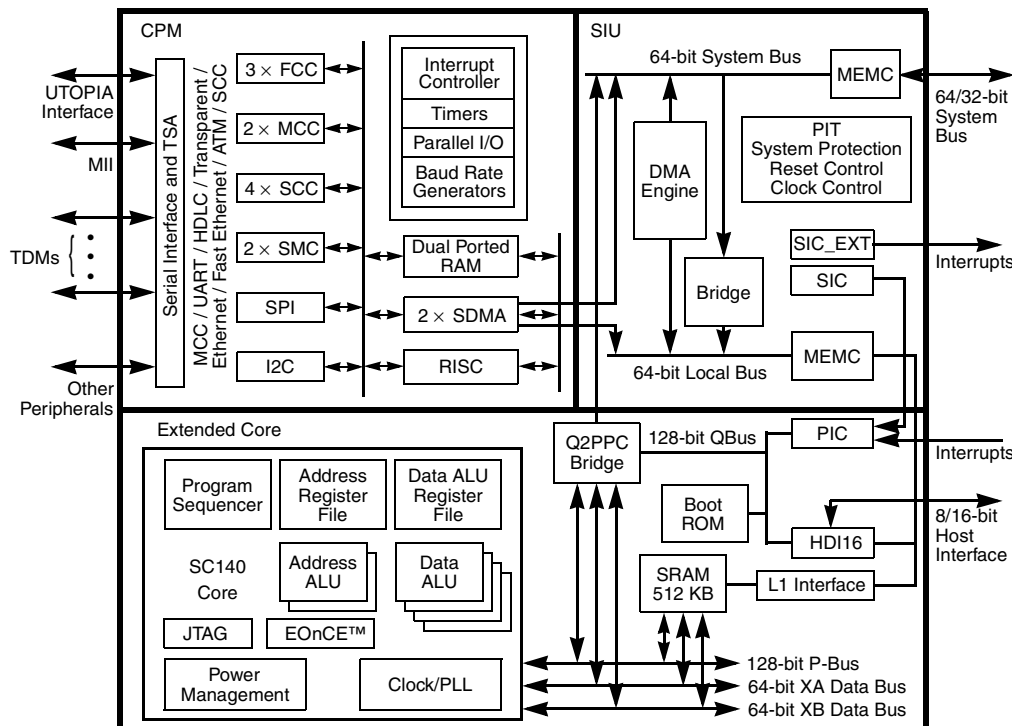 CPM
UTOPIA
Interface
MII
TDMs
Other
Peripherals
Serial Interface and TSA
MCC / UART / HDLC / Transparent /
Ethernet / Fast Ethernet / ATM / SCC
3 × FCC
2 × MCC
4 × SCC
2 × SMC
SPI
I2C
Interrupt
Controller
Timers
Parallel I/O
Baud Rate
Generators
Dual Ported
RAM
2 × SDMA
RISC
SIU
64-bit System Bus
MEMC
64/32-bit
System
Bus
PIT
System Protection
Reset Control
Clock Control
DMA
Engine
SIC_EXT
Interrupts
SIC
Bridge
MEMC
64-bit Local Bus
Extended Core
Program
Sequencer
Address
Register
File
Data ALU
Register
File
SC140
Core
Address
ALU
Data
ALU
JTAG
EOnCE™
Power
Management
Clock/PLL
Q2PPC
Bridge
128-bit QBus
PIC
Interrupts
Boot
ROM
HDI16
8/16-bit
Host
Interface
SRAM
512 KB
L1 Interface
128-bit P-Bus
64-bit XA Data Bus
64-bit XB Data Bus